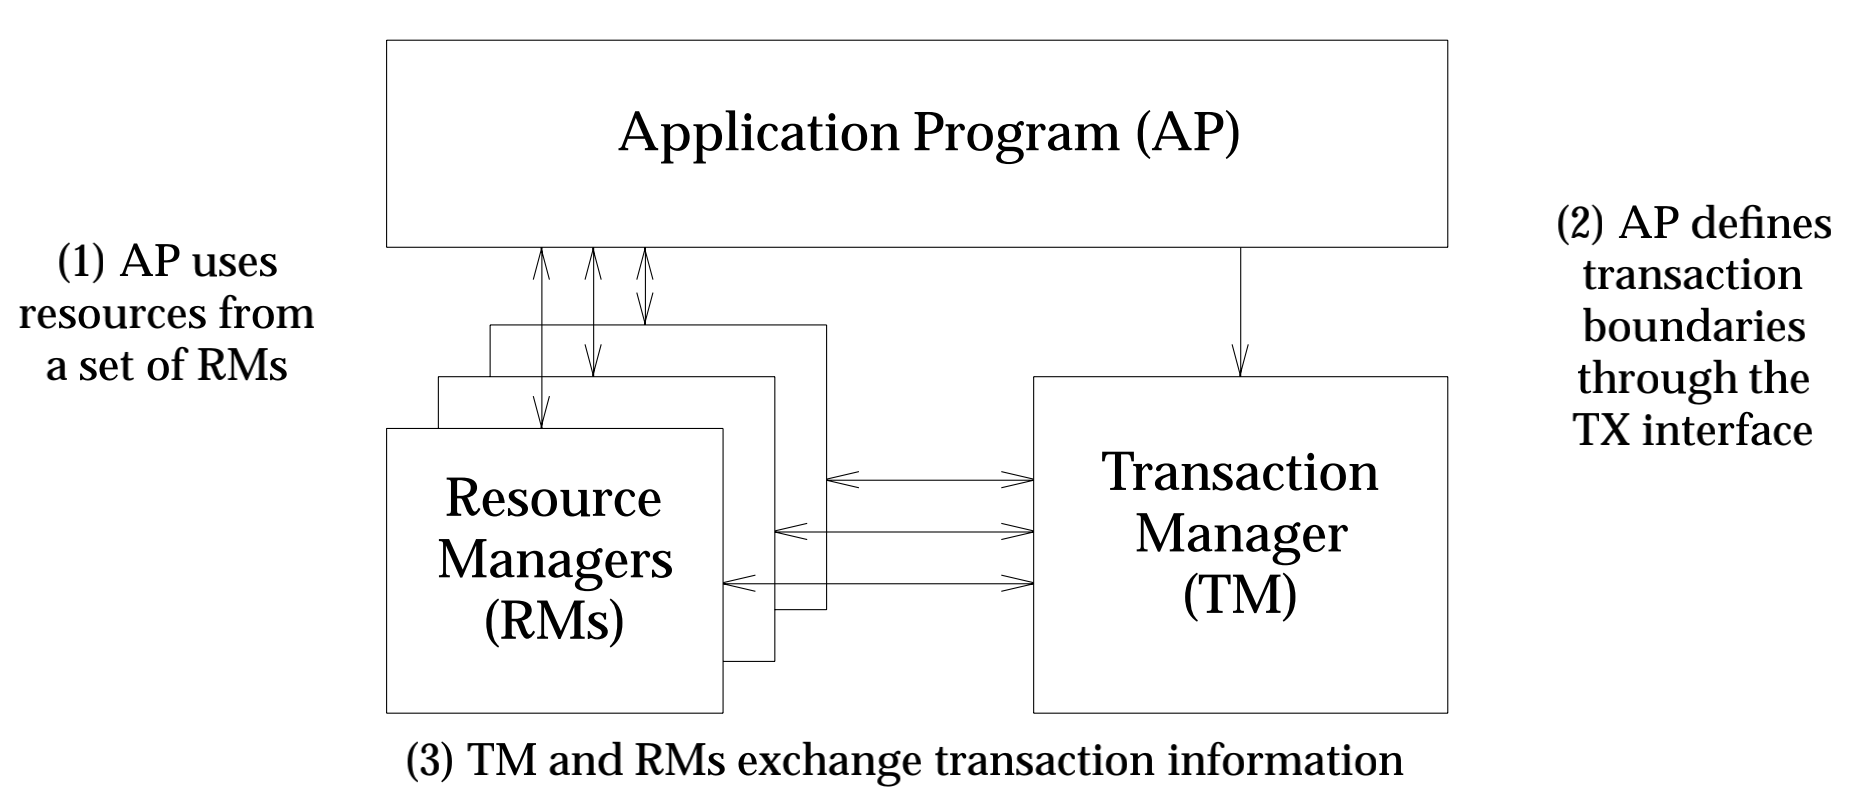 Application Program (AP)
(1) AP uses
resources from
a set of RMs
(2) AP defines
transaction
boundaries
through the
TX interface
Resource
Managers
(RMs)
Transaction
Manager
(TM)
(3) TM and RMs exchange transaction information